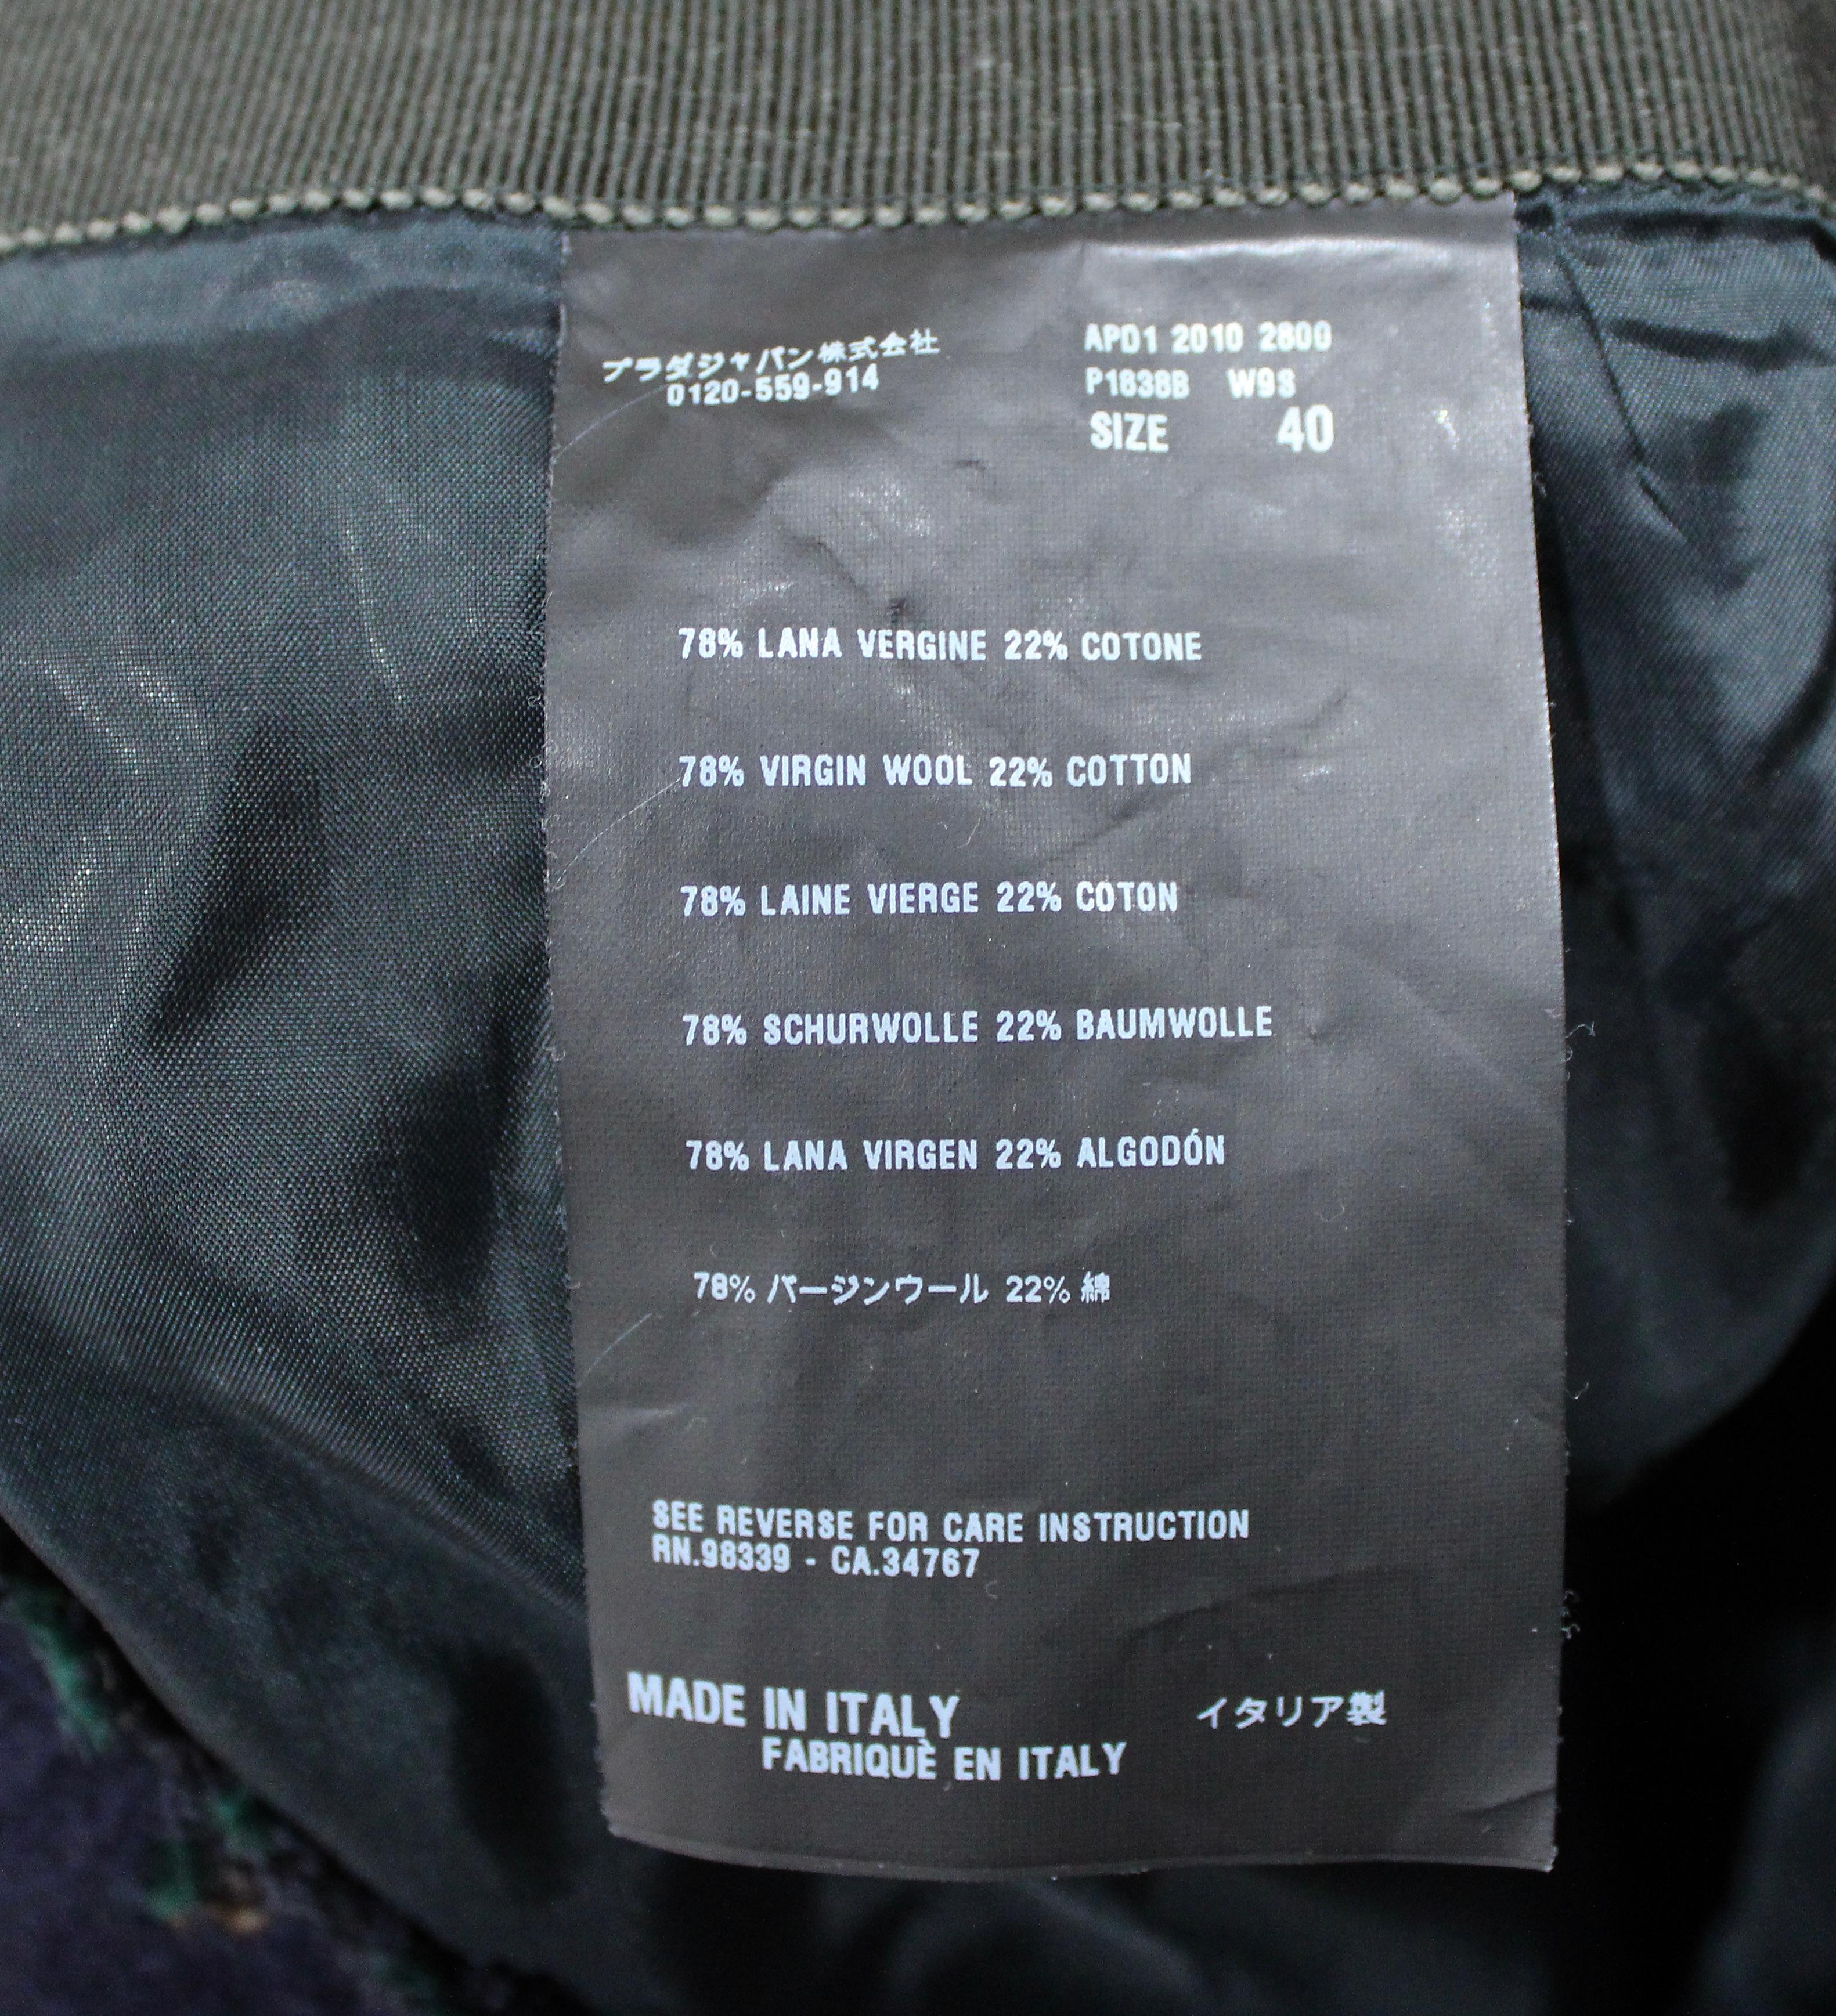 プラダジャパン株式会社
0120-559-914
APD1 2010 2800
P1838B W9S
SIZE 40
78% LANA VERGINE 22% COTONE
78% VIRGIN WOOL 22% COTTON
78% LAINE VIERGE 22% COTON
78% SCHURWOLLE 22% BAUMWOLLE
78% LANA VIRGEN 22% ALGODÓN
78% バージンウール 22% 綿
SEE REVERSE FOR CARE INSTRUCTION
RN.98339 - CA.34767
MADE IN ITALY
FABRIQUÈ EN ITALY
イタリア製